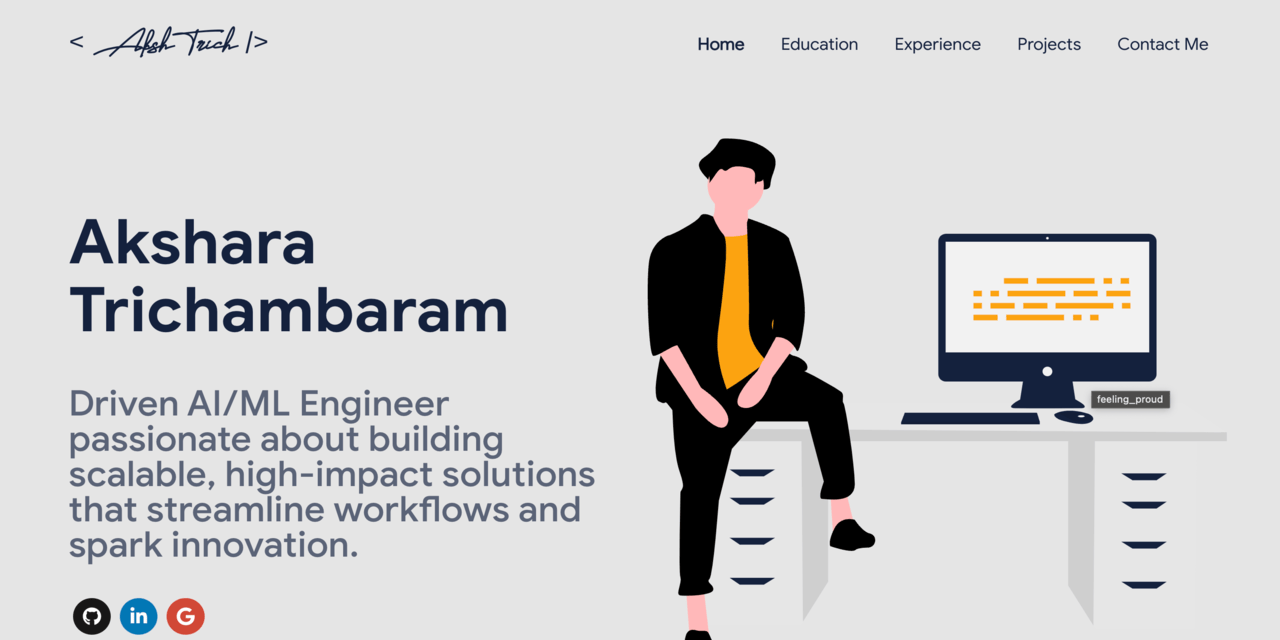 < Aksh Trich />
Home Education Experience Projects Contact Me
Akshara
Trichambaram
Driven AI/ML Engineer
passionate about building
scalable, high-impact solutions
that streamline workflows and
spark innovation.
feeling_proud
in
G